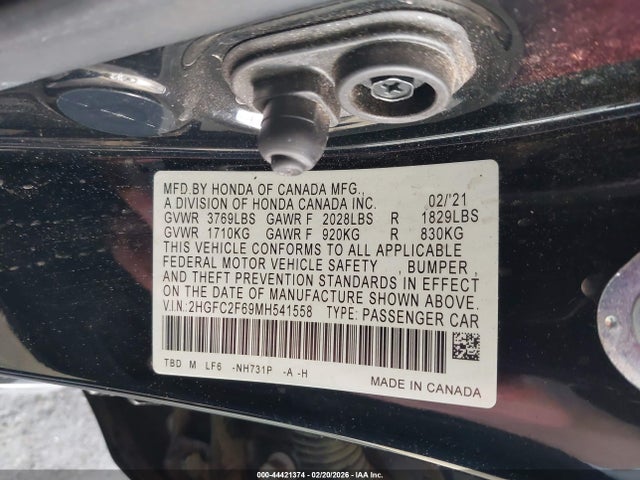 MFD.BY HONDA OF CANADA MFG.,
A DIVISION OF HONDA CANADA INC. 02/'21
GVWR 3769LBS GAWR F 2028LBS R 1829LBS
GVWR 1710KG GAWR F 920KG R 830KG
THIS VEHICLE CONFORMS TO ALL APPLICABLE
FEDERAL MOTOR VEHICLE SAFETY , BUMPER ,
AND THEFT PREVENTION STANDARDS IN EFFECT
ON THE DATE OF MANUFACTURE SHOWN ABOVE.
V.I.N.:2HGFC2F69MH541558 TYPE: PASSENGER CAR
TBD M LF6 -NH731P -A -H
MADE IN CANADA
000-44421374 - 02/20/2026 - IAA Inc.